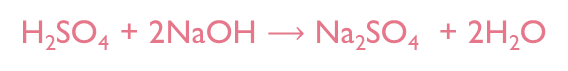 H₂SO₄ + 2NaOH ⟶ Na₂SO₄ + 2H₂O